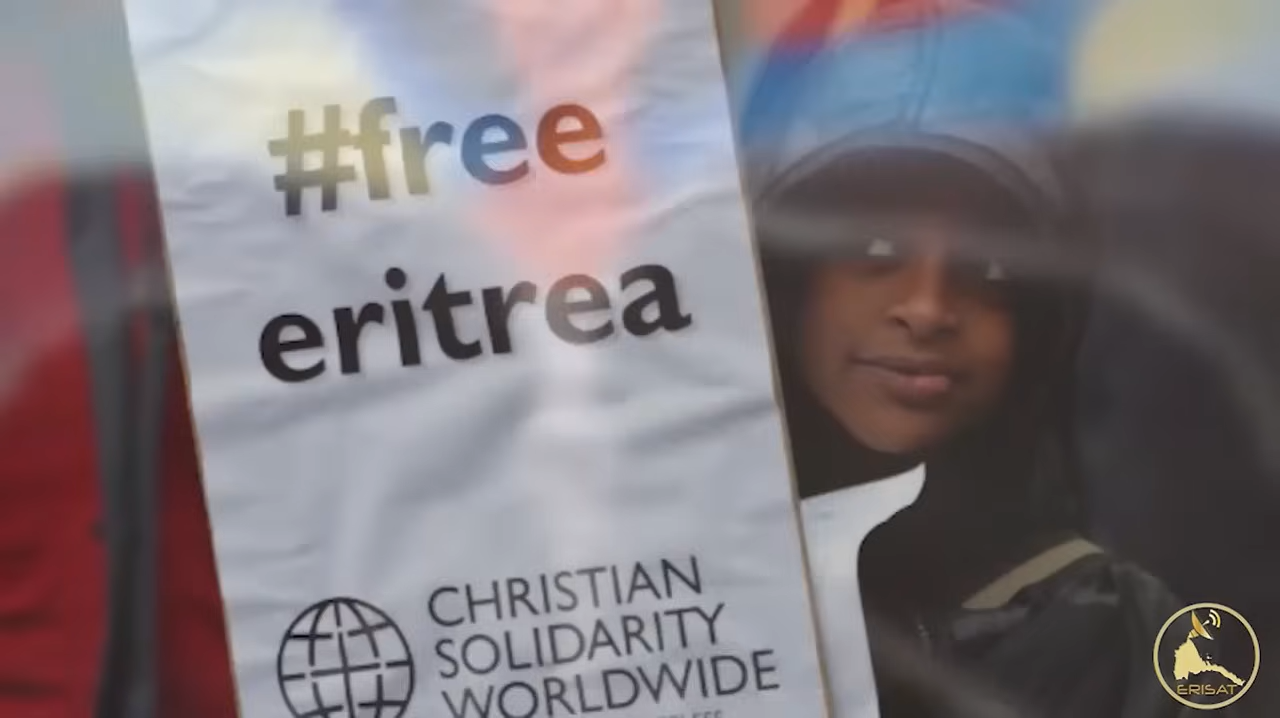 #free
eritrea
CHRISTIAN
SOLIDARITY
WORLDWIDE
ERISAT